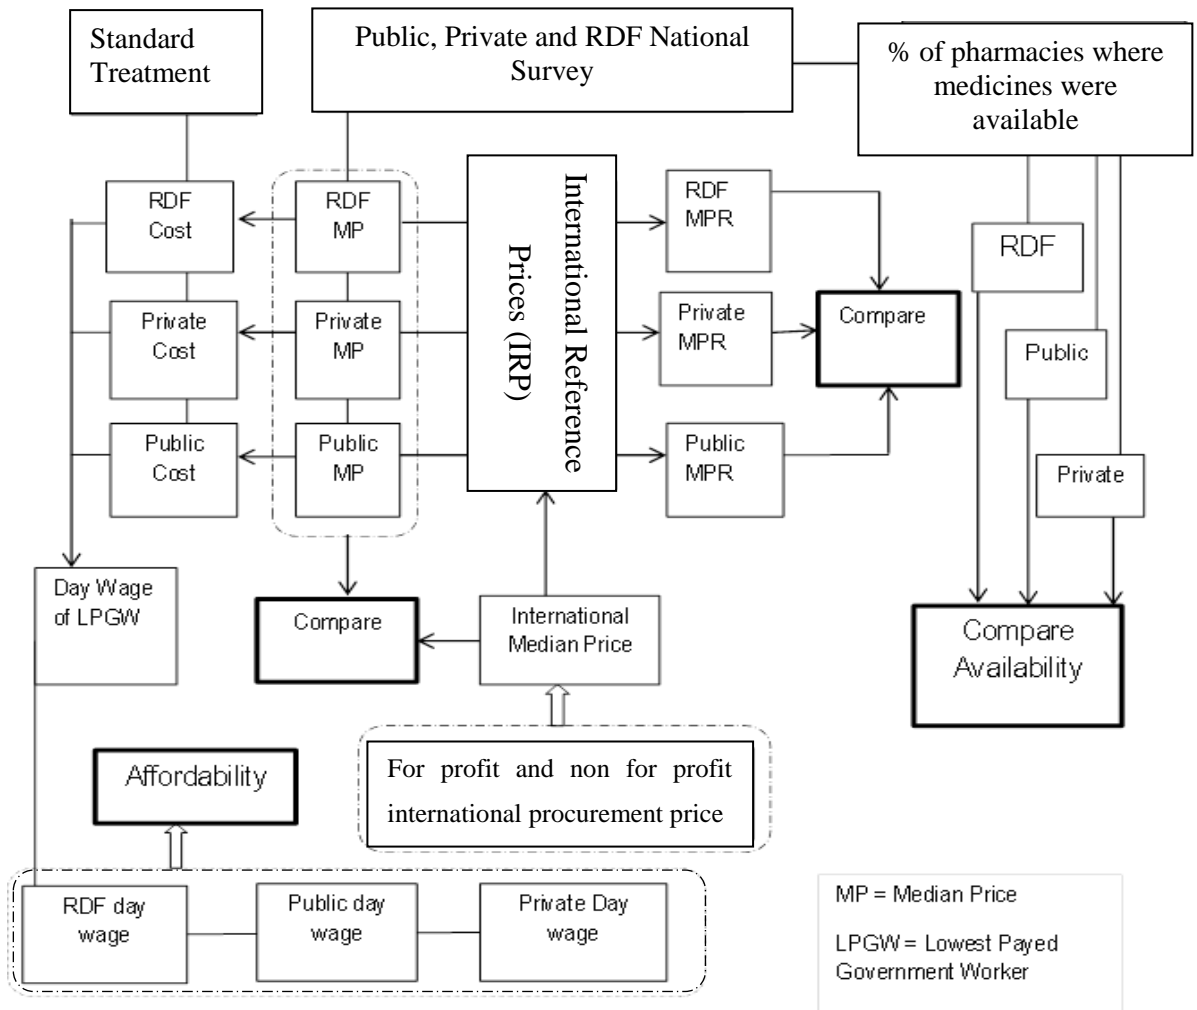 Standard
Treatment
Public, Private and RDF National
Survey
% of pharmacies where
medicines were
available
RDF
Cost
RDF
MP
International Reference
Prices (IRP)
RDF
MPR
RDF
Private
Cost
Private
MP
Private
MPR
Compare
Public
Public
Cost
Public
MP
Public
MPR
Private
Day Wage
of LPGW
Compare
International
Median Price
Compare
Availability
Affordability
For profit and non for profit
international procurement price
RDF day
wage
Public day
wage
Private Day
wage
MP = Median Price
LPGW = Lowest Payed
Government Worker